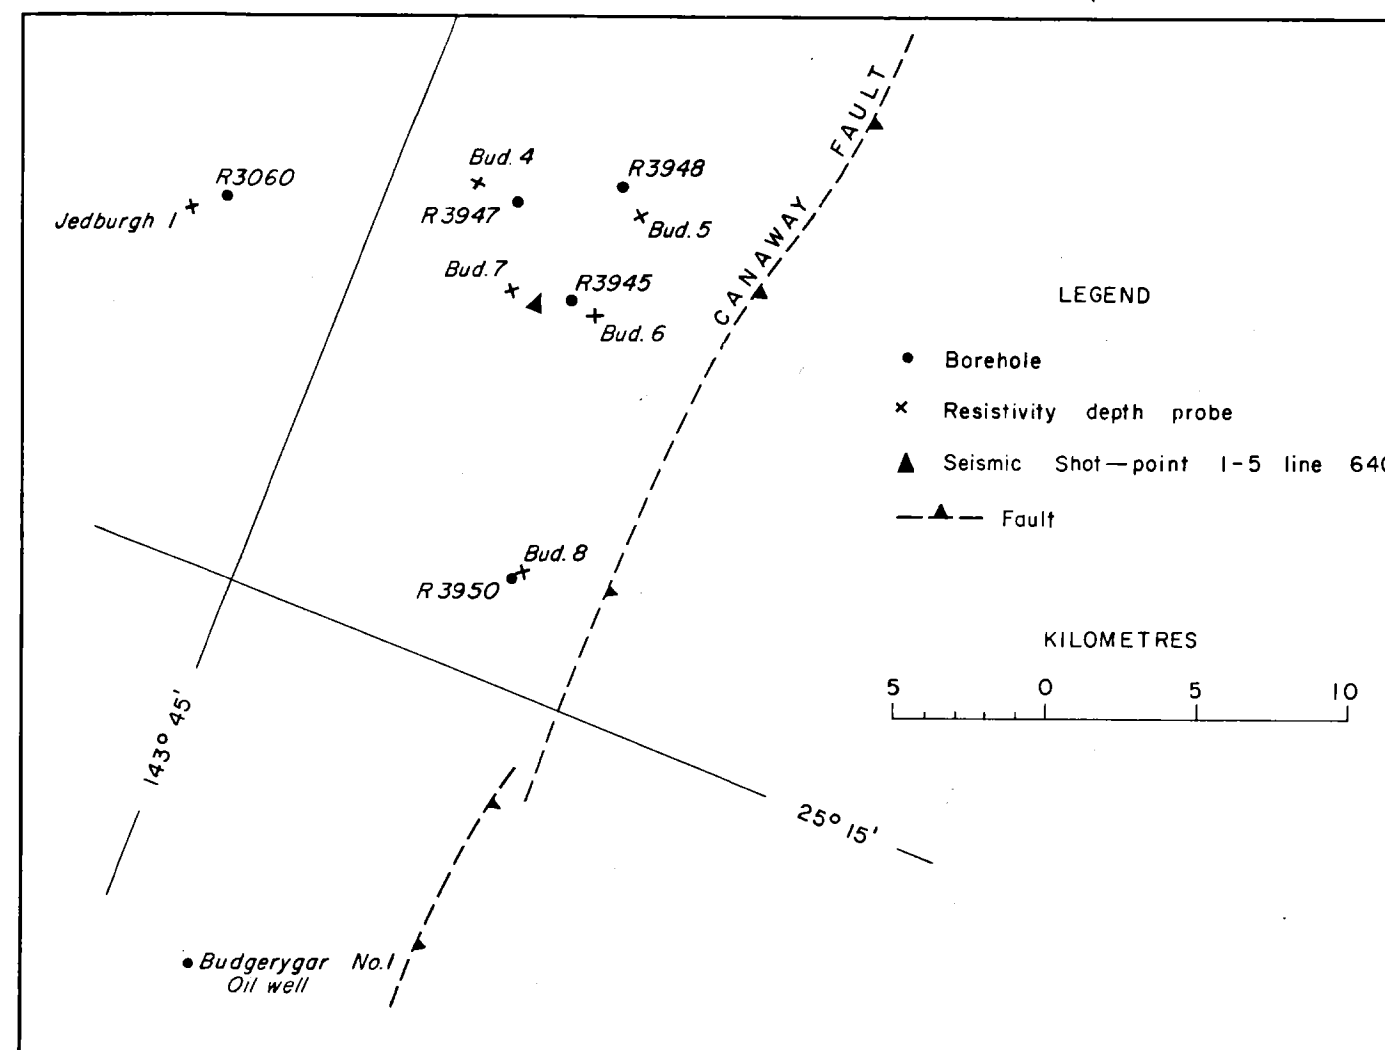 CANAWAY FAULT
Bud. 4
R3948
R3060
Jedburgh 1
R3947
Bud. 5
Bud. 7
R3945
Bud. 6
LEGEND
Borehole
Resistivity depth probe
Seismic Shot—point 1-5 line 640
Fault
Bud. 8
R3950
KILOMETRES
5 0 5 10
143° 45'
25° 15'
Budgerygar No.1
Oil well